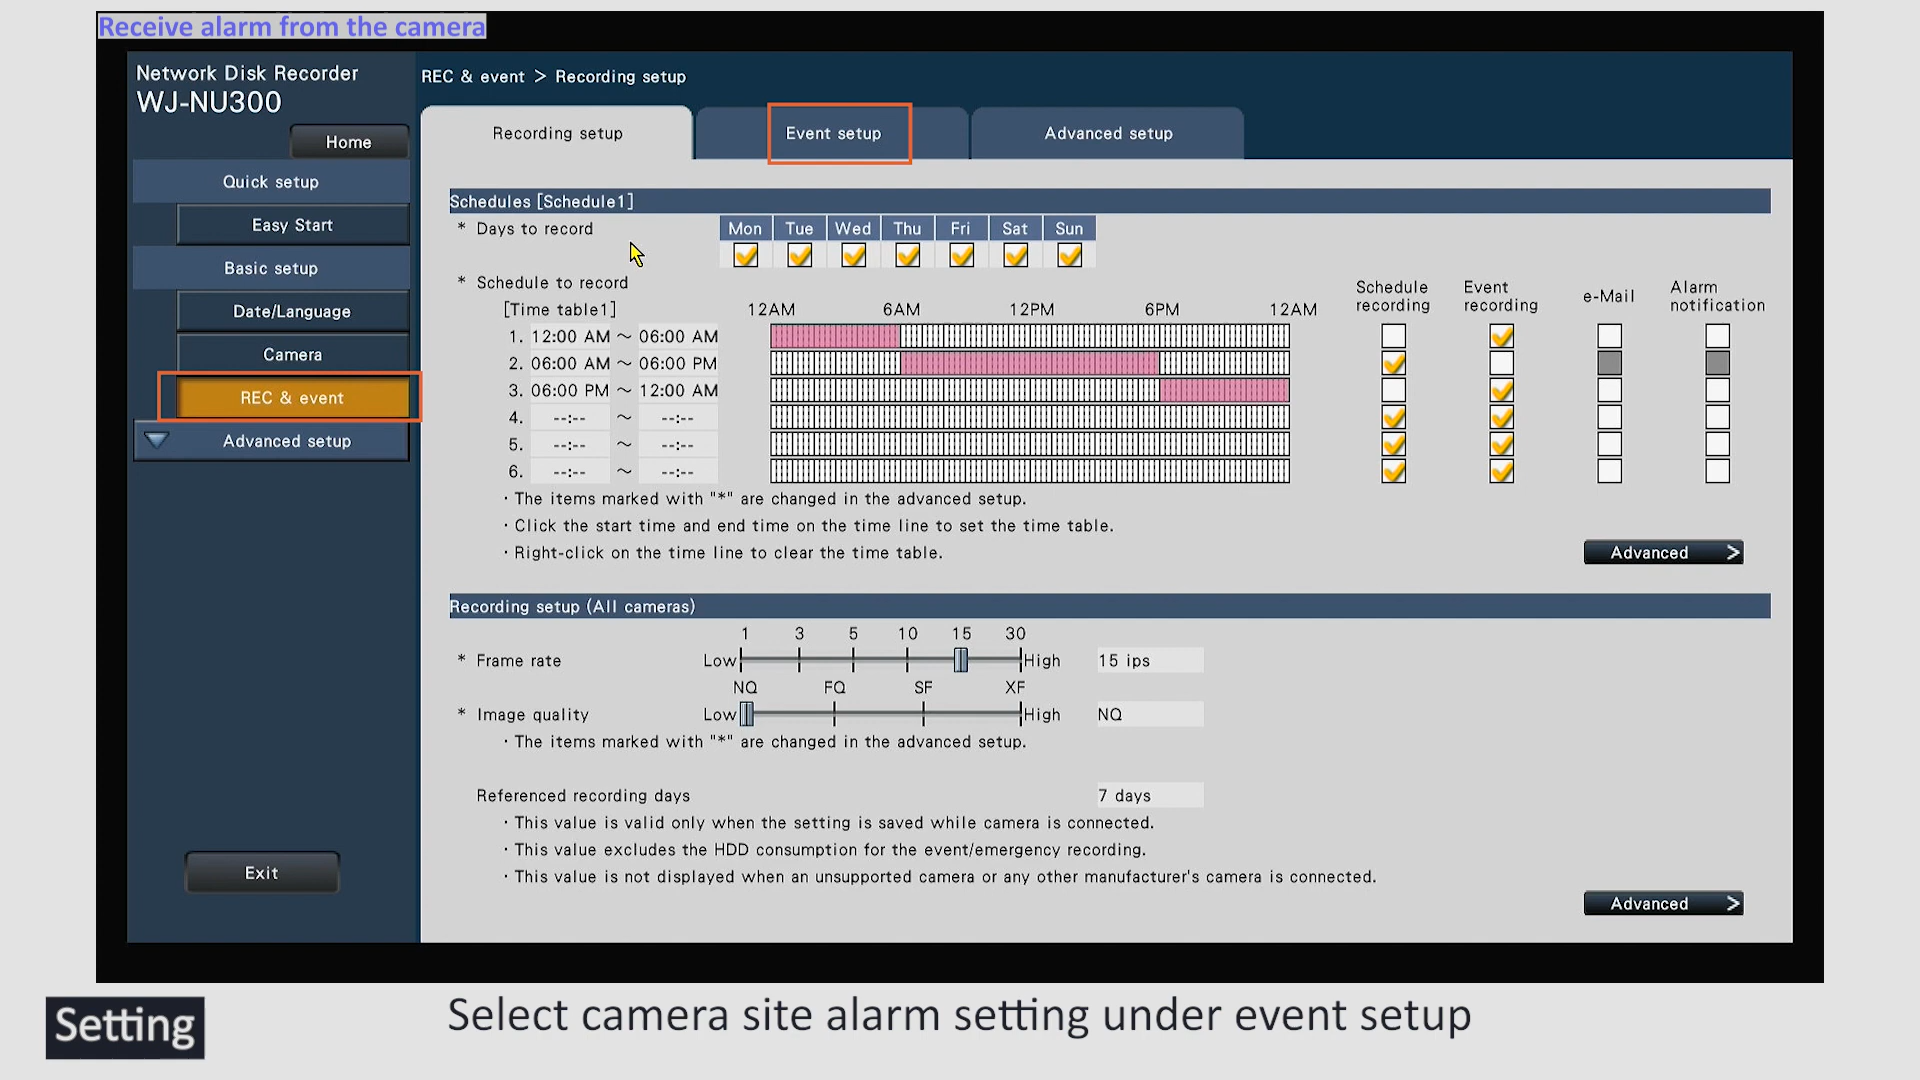 Receive alarm from the camera
Network Disk Recorder
WJ-NU300
REC & event > Recording setup
Home
Recording setup
Event setup
Advanced setup
Quick setup
Easy Start
Basic setup
Date/Language
Camera
REC & event
Advanced setup
Exit
Schedules [Schedule1]
* Days to record
Mon Tue Wed Thu Fri Sat Sun
* Schedule to record
[Time table1]
12AM 6AM 12PM 6PM 12AM
Schedule recording
Event recording
e-Mail
Alarm notification
1. 12:00 AM ~ 06:00 AM
2. 06:00 AM ~ 06:00 PM
3. 06:00 PM ~ 12:00 AM
4. --:-- ~ --:--
5. --:-- ~ --:--
6. --:-- ~ --:--
· The items marked with "*" are changed in the advanced setup.
· Click the start time and end time on the time line to set the time table.
· Right-click on the time line to clear the time table.
Advanced >
Recording setup (All cameras)
1 3 5 10 15 30
* Frame rate Low High 15 ips
NQ FQ SF XF
* Image quality Low High NQ
· The items marked with "*" are changed in the advanced setup.
Referenced recording days 7 days
· This value is valid only when the setting is saved while camera is connected.
· This value excludes the HDD consumption for the event/emergency recording.
· This value is not displayed when an unsupported camera or any other manufacturer's camera is connected.
Advanced >
Setting
Select camera site alarm setting under event setup